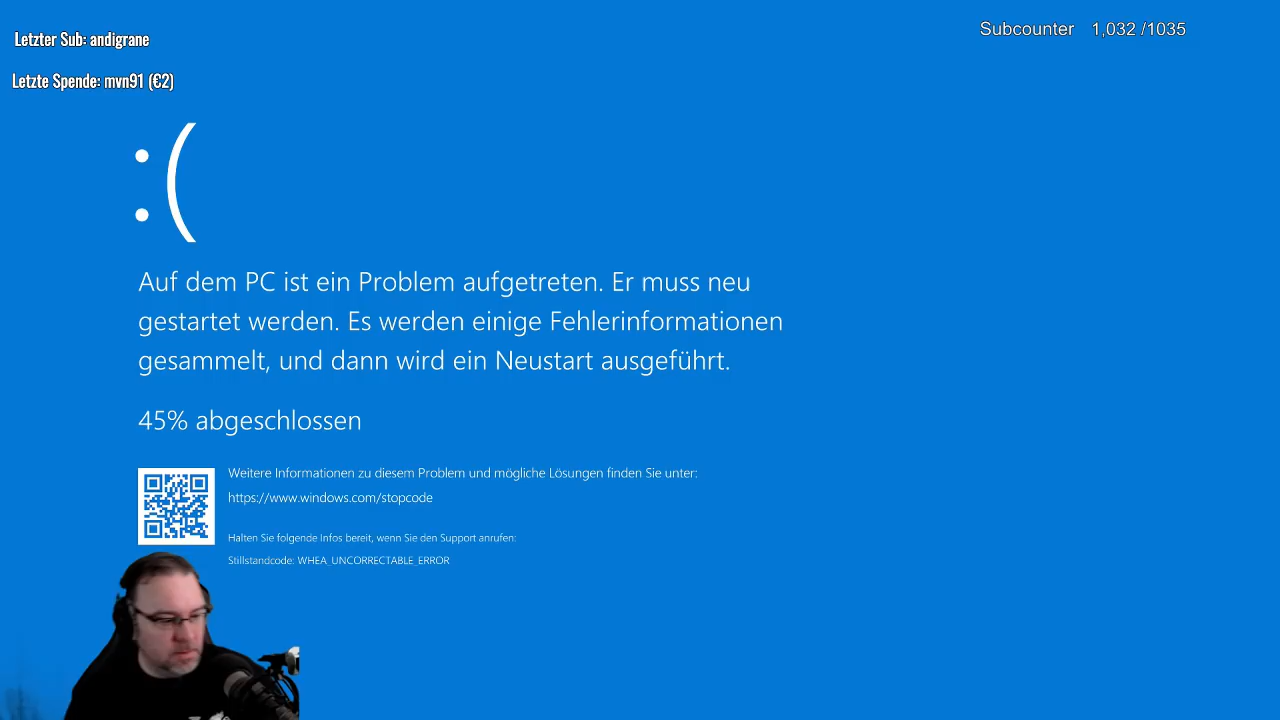 Letzter Sub: andigrane
Subcounter 1,032 /1035
Letzte Spende: mvn91 (€2)
:(
Auf dem PC ist ein Problem aufgetreten. Er muss neu
gestartet werden. Es werden einige Fehlerinformationen
gesammelt, und dann wird ein Neustart ausgeführt.
45% abgeschlossen
Weitere Informationen zu diesem Problem und mögliche Lösungen finden Sie unter:
https://www.windows.com/stopcode
Halten Sie folgende Infos bereit, wenn Sie den Support anrufen:
Stillstandcode: WHEA_UNCORRECTABLE_ERROR